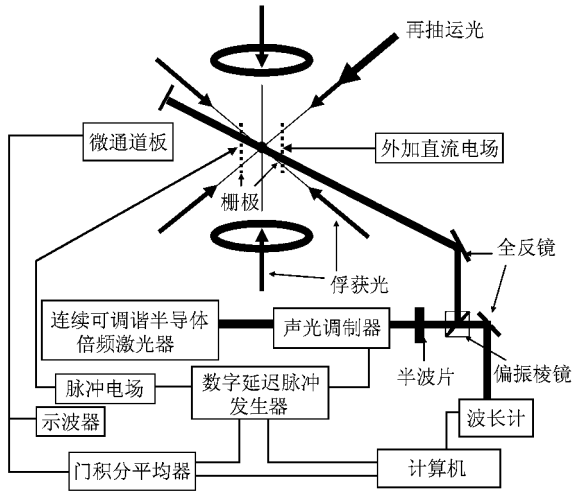 再抽运光
微通道板
外加直流电场
栅极
全反镜
俘获光
连续可调谐半导体
倍频激光器
声光调制器
半波片
偏振棱镜
脉冲电场
数字延迟脉冲
发生器
波长计
示波器
门积分平均器
计算机